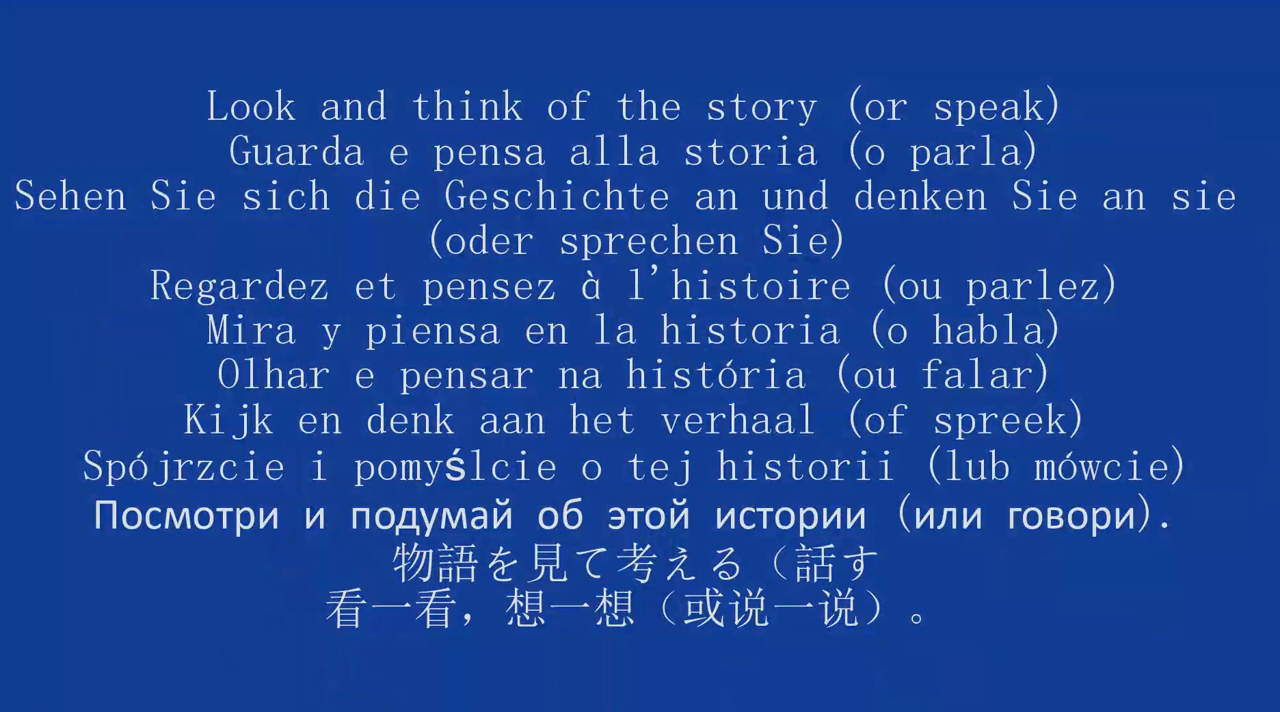 Look and think of the story (or speak)
Guarda e pensa alla storia (o parla)
Sehen Sie sich die Geschichte an und denken Sie an sie
(oder sprechen Sie)
Regardez et pensez à l'histoire (ou parlez)
Mira y piensa en la historia (o habla)
Olhar e pensar na história (ou falar)
Kijk en denk aan het verhaal (of spreek)
Spójrzcie i pomyślcie o tej historii (lub mówcie)
Посмотри и подумай об этой истории (или говори).
物語を見て考える（話す
看一看，想一想（或说一说）。